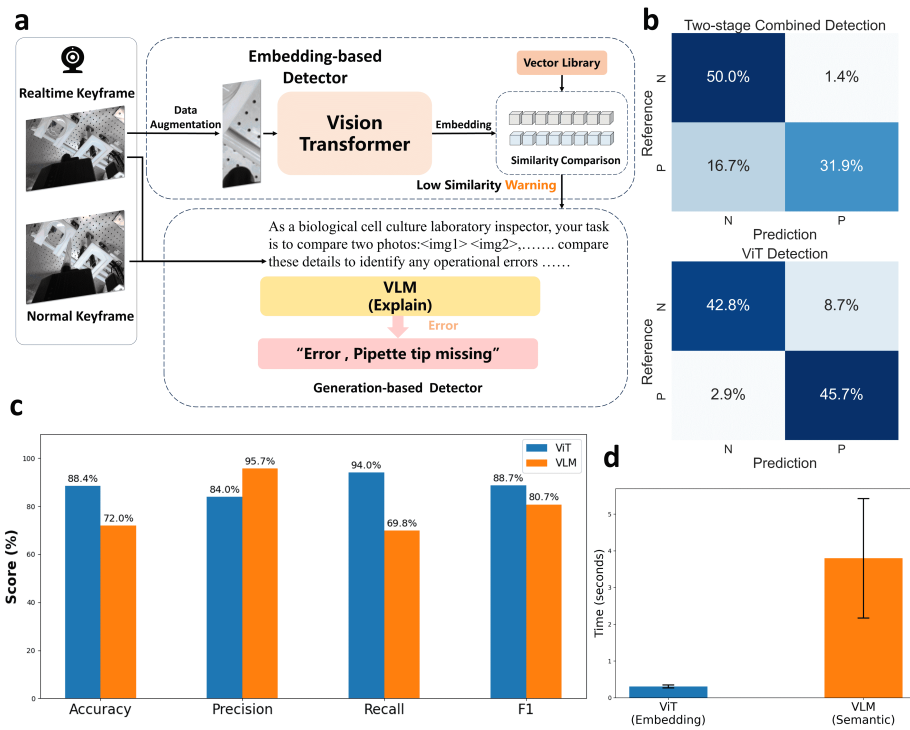 a
Realtime Keyframe
Normal Keyframe
Embedding-based
Detector
Data
Augmentation
Vision
Transformer
Embedding
Vector Library
Similarity Comparison
Low Similarity Warning
As a biological cell culture laboratory inspector, your task
is to compare two photos:<img1> <img2>,……. compare
these details to identify any operational errors ……
VLM
(Explain)
Error
“Error , Pipette tip missing”
Generation-based Detector
b
Two-stage Combined Detection
Reference
N
50.0%
1.4%
P
16.7%
31.9%
N
P
Prediction
ViT Detection
Reference
N
42.8%
8.7%
P
2.9%
45.7%
N
P
Prediction
c
Score (%)
100
80
60
40
20
0
ViT
VLM
88.4%
72.0%
84.0%
95.7%
94.0%
69.8%
88.7%
80.7%
Accuracy
Precision
Recall
F1
d
Time (seconds)
5
4
3
2
1
0
ViT
(Embedding)
VLM
(Semantic)